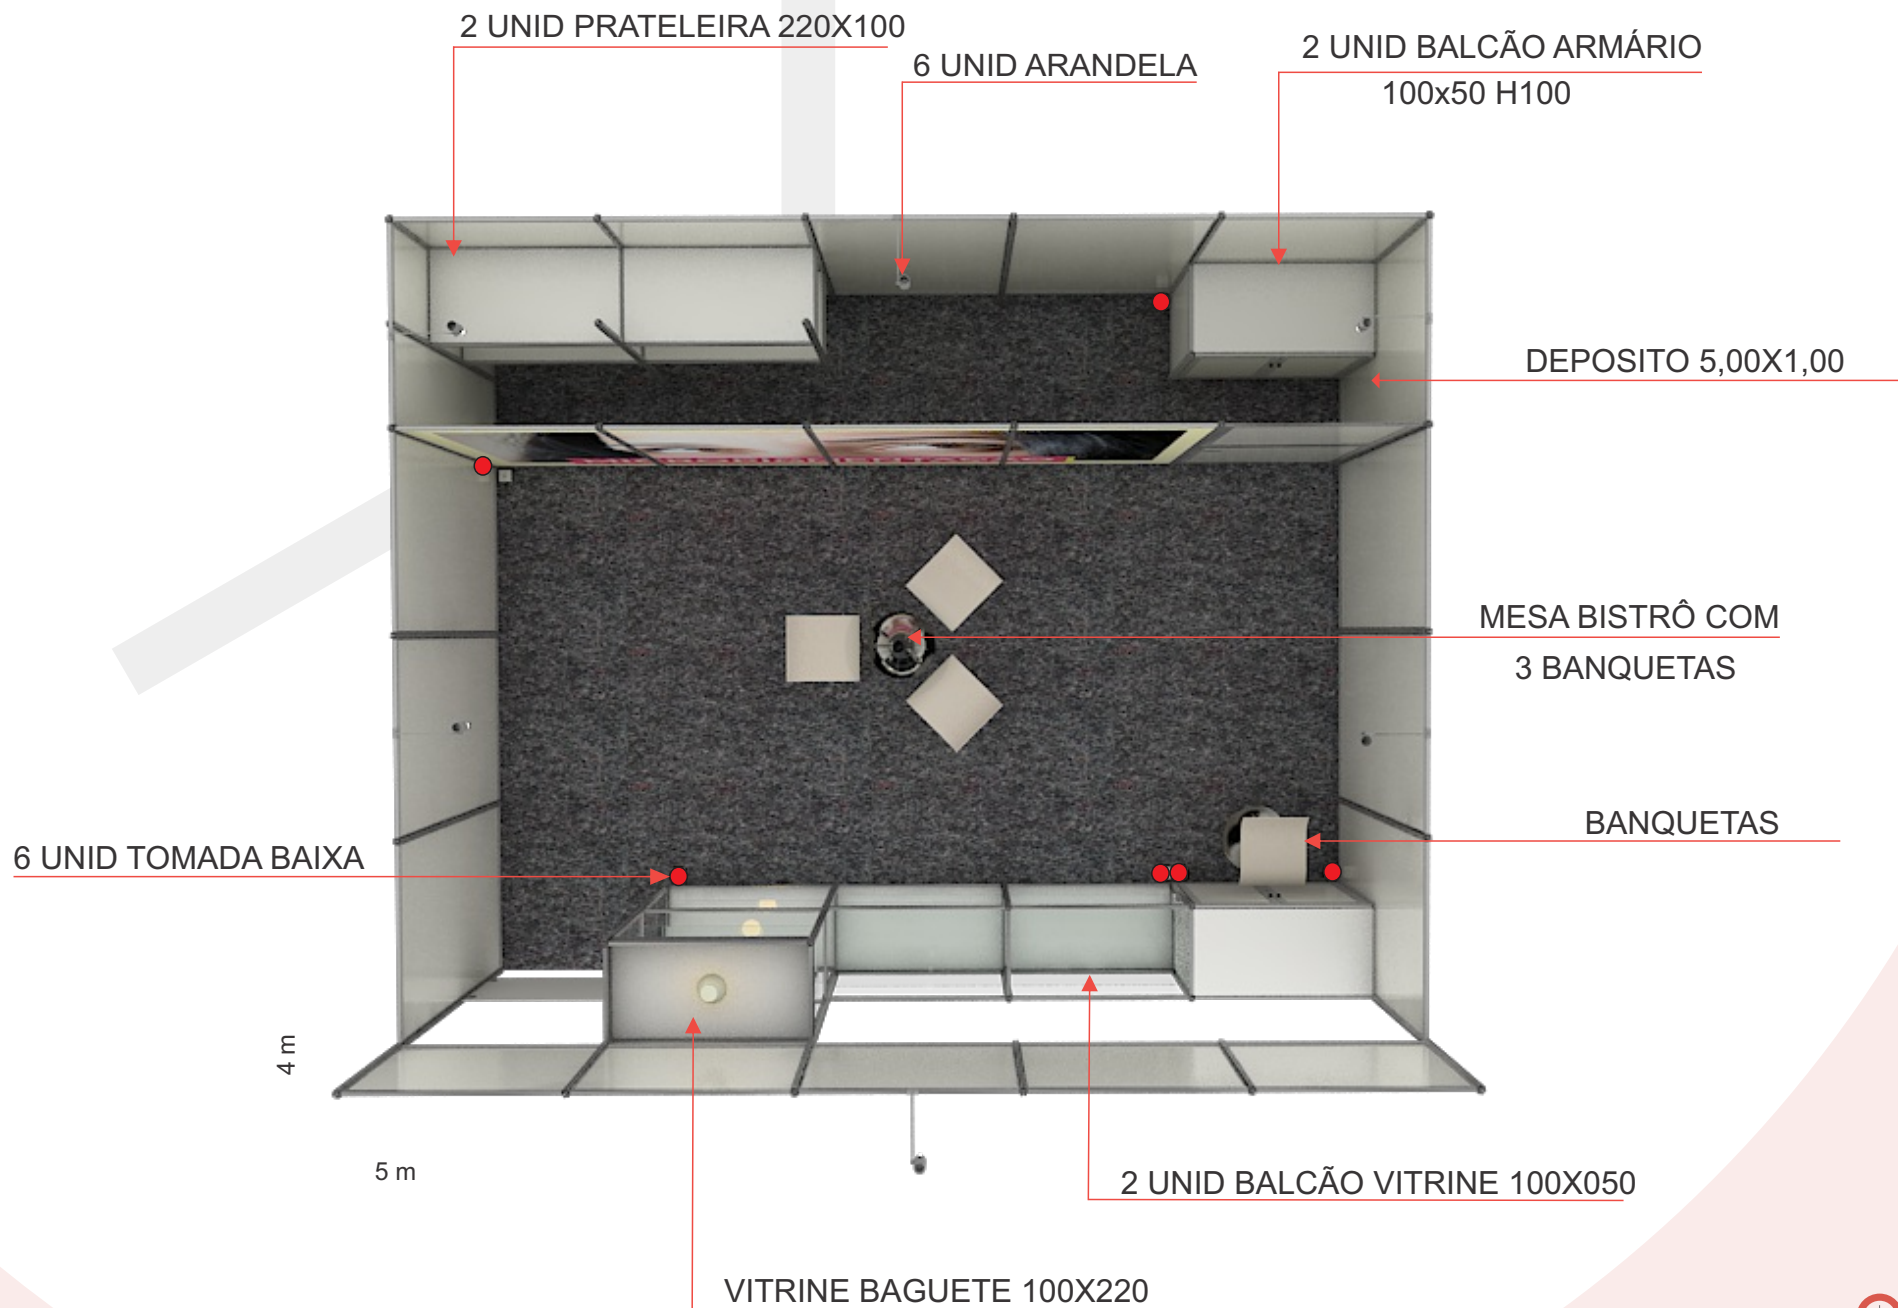 2 UNID PRATELEIRA 220X100
6 UNID ARANDELA
2 UNID BALCÃO ARMÁRIO
100x50 H100
DEPOSITO 5,00X1,00
MESA BISTRÔ COM
3 BANQUETAS
BANQUETAS
6 UNID TOMADA BAIXA
4 m
5 m
2 UNID BALCÃO VITRINE 100X050
VITRINE BAGUETE 100X220